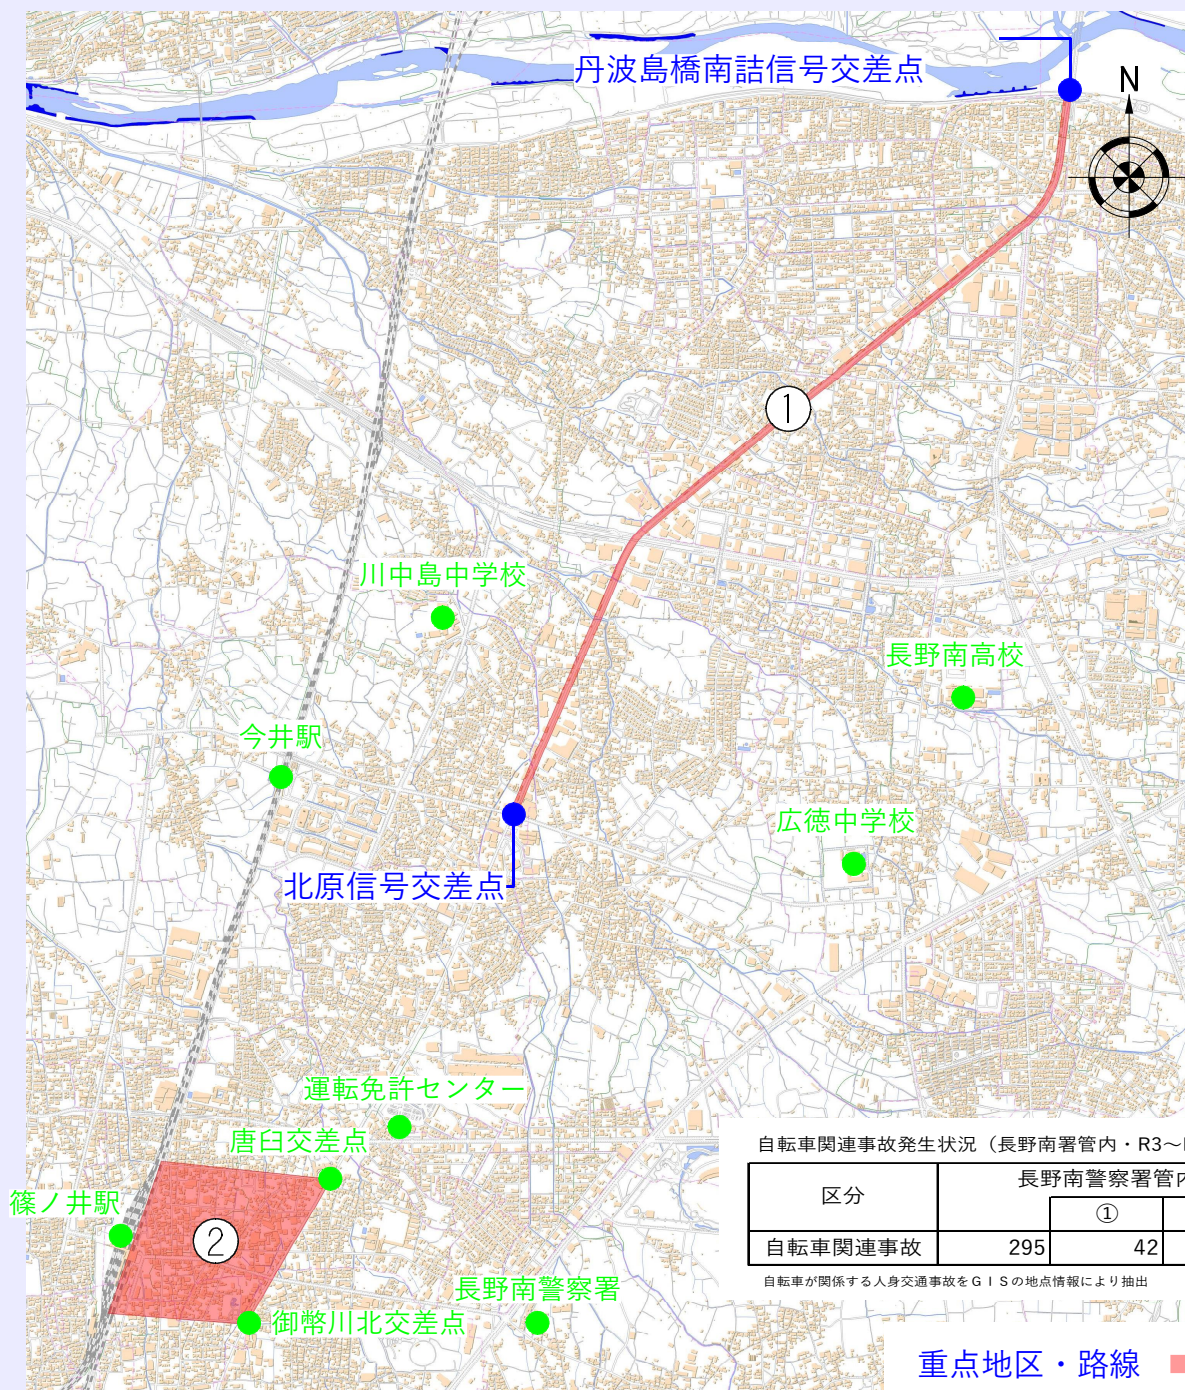 丹波島橋南詰信号交差点
N
①
川中島中学校
長野南高校
今井駅
広徳中学校
北原信号交差点
運転免許センター
唐臼交差点
篠ノ井駅
②
長野南警察署
御幣川北交差点
自転車関連事故発生状況（長野南署管内・R3～
区分 長野南警察署管内
①
自転車関連事故 295 42
自転車が関係する人身交通事故をＧＩＳの地点情報により抽出
重点地区・路線